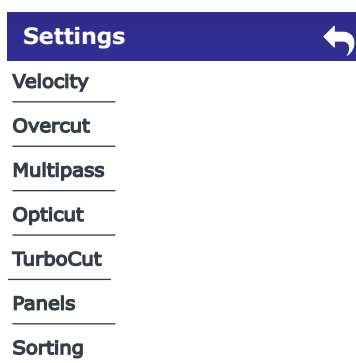 Settings
Velocity
Overcut
Multipass
Opticut
TurboCut
Panels
Sorting